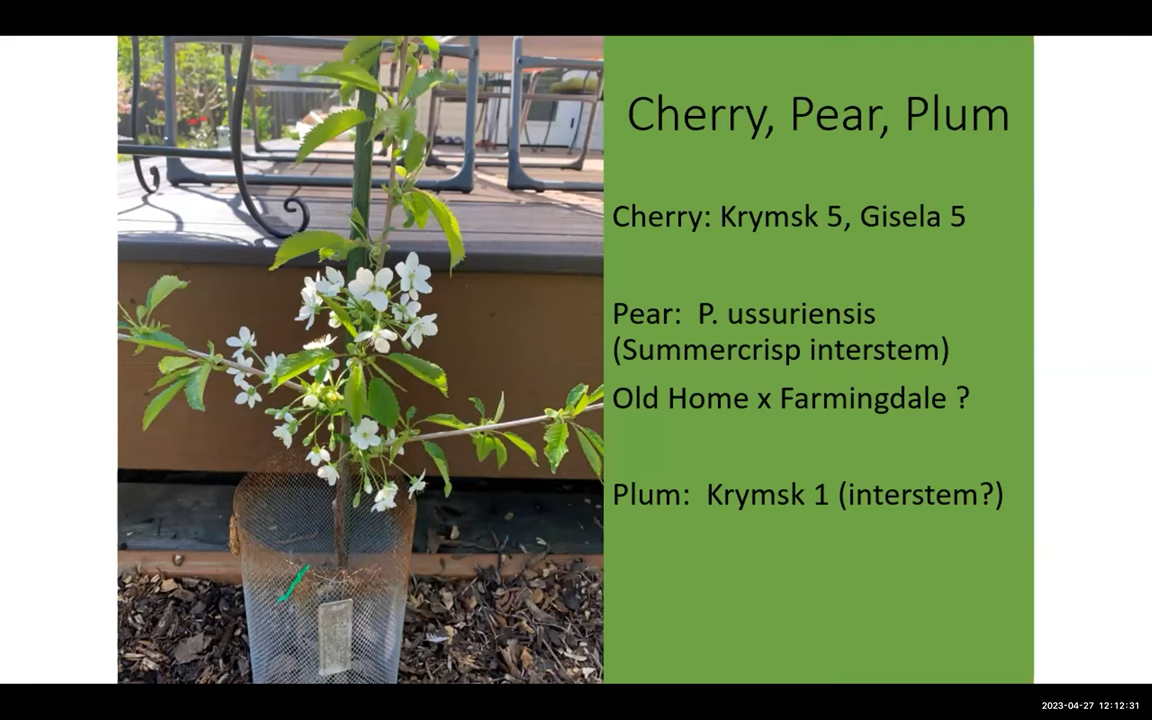 Cherry, Pear, Plum
Cherry: Krymsk 5, Gisela 5
Pear:  P. ussuriensis
(Summercrisp interstem)
Old Home x Farmingdale ?
Plum:  Krymsk 1 (interstem?)
2023-04-27 12:12:31